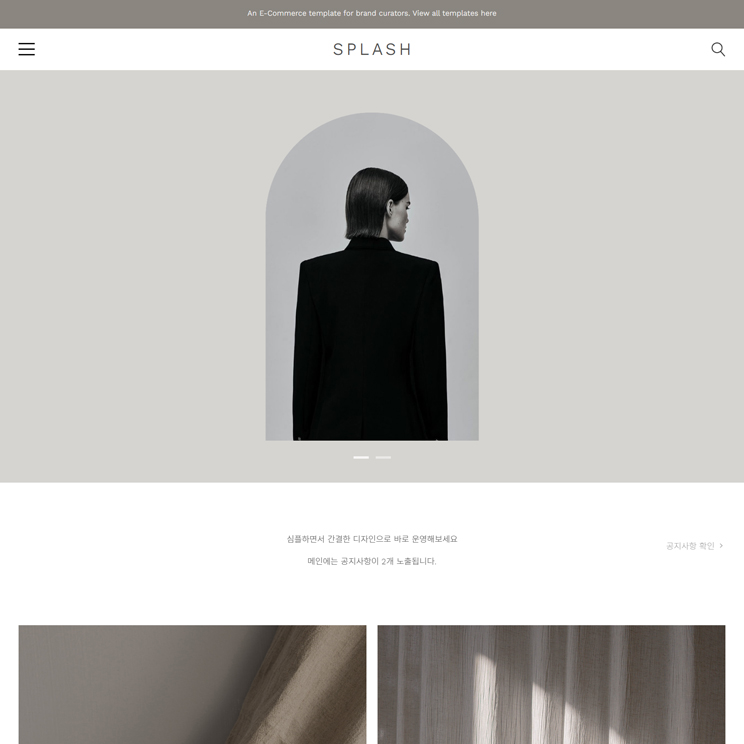 An E-Commerce template for brand curators. View all templates here
SPLASH
심플하면서 간결한 디자인으로 바로 운영해보세요
공지사항 확인
메인에는 공지사항이 2개 노출됩니다.